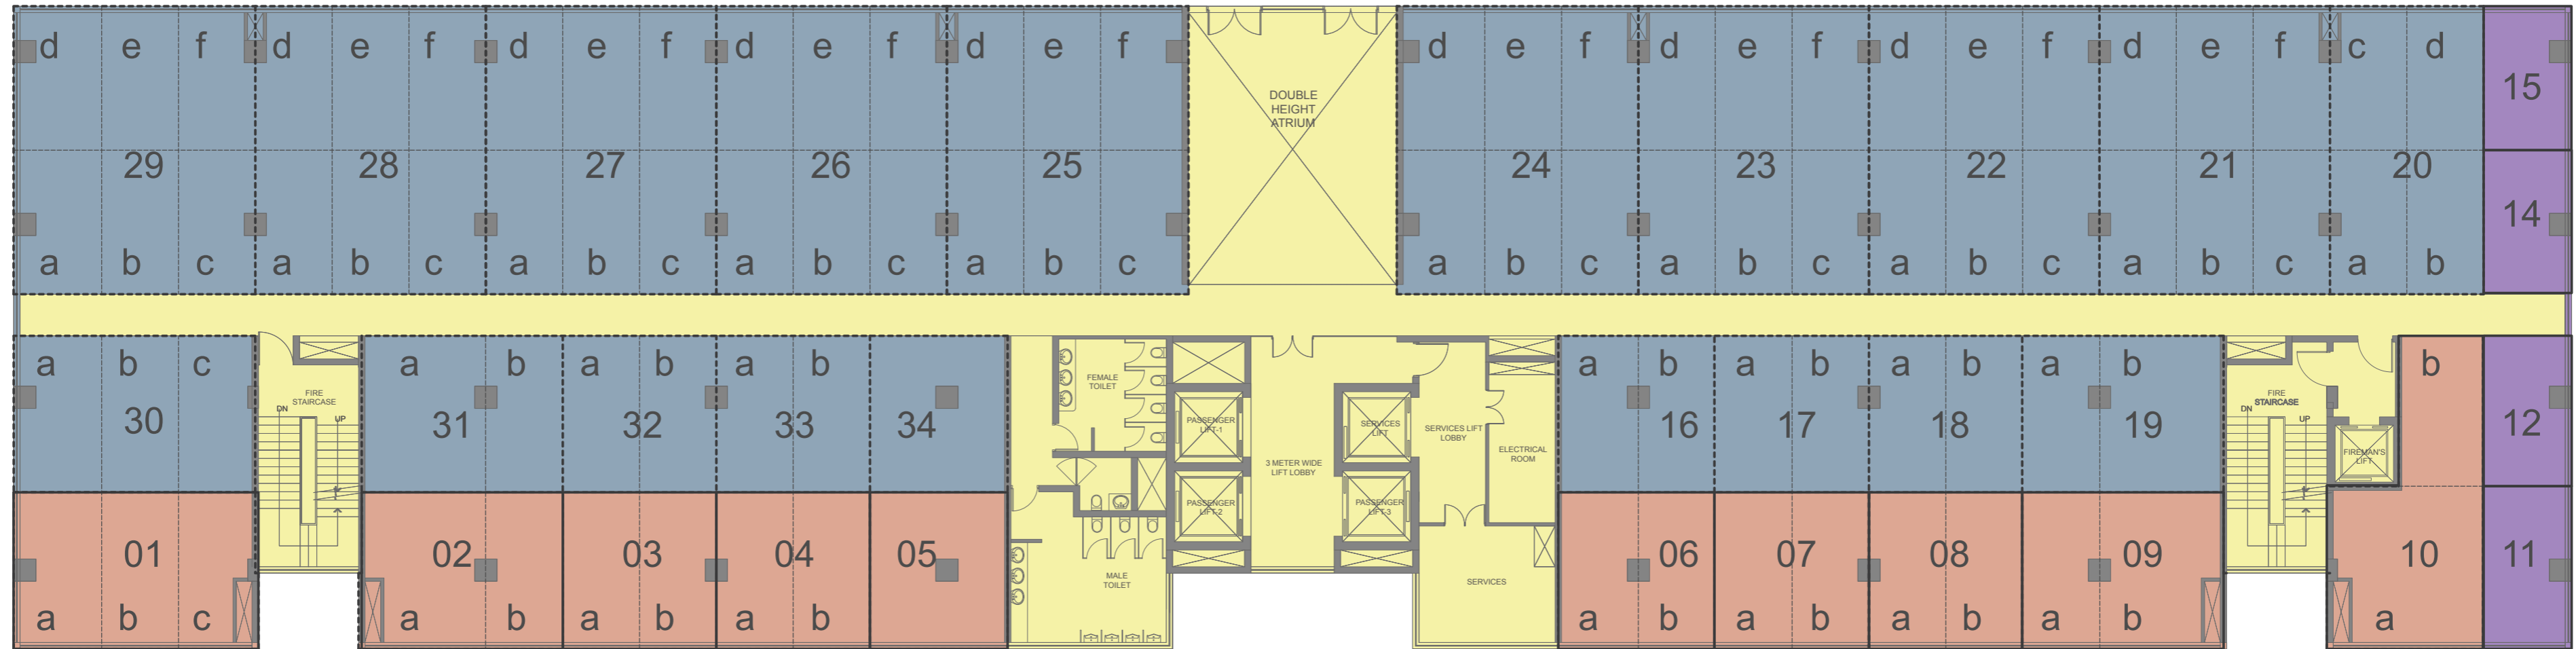 d e f d e f d e f d e f d e f d e f d e f d e f d e f c d
15
DOUBLE
HEIGHT
ATRIUM
29 28 27 26 25 24 23 22 21 20
14
a b c a b c a b c a b c a b c a b c a b c a b c a b c a b
a b c a b a b a b a b a b a b a b b
30 31 32 33 34 16 17 18 19 12
FIRE
STAIRCASE
DN
UP
FEMALE
TOILET
PASSENGER
LIFT-1
SERVICES
LIFT
SERVICES LIFT
LOBBY
ELECTRICAL
ROOM
3 METER WIDE
LIFT LOBBY
PASSENGER
LIFT-2
PASSENGER
LIFT-3
FIRE
STAIRCASE
DN
UP
FIREMAN'S
LIFT
01 02 03 04 05 06 07 08 09 10 11
MALE
TOILET
SERVICES
a b c a b a b a b a b a b a b a b a